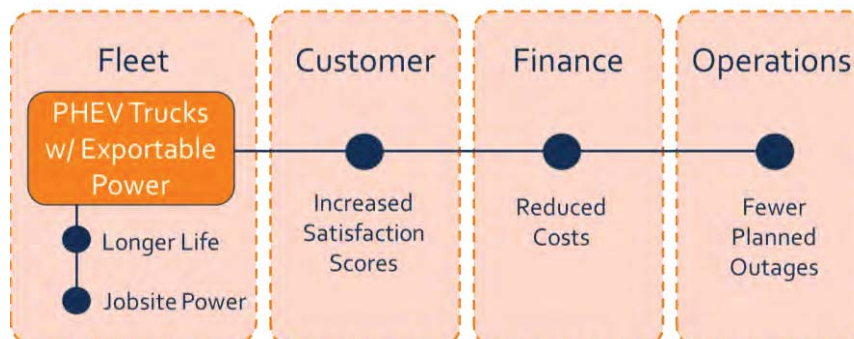 Fleet
PHEV Trucks
w/ Exportable
Power
Longer Life
Jobsite Power
Customer
Increased
Satisfaction
Scores
Finance
Reduced
Costs
Operations
Fewer
Planned
Outages